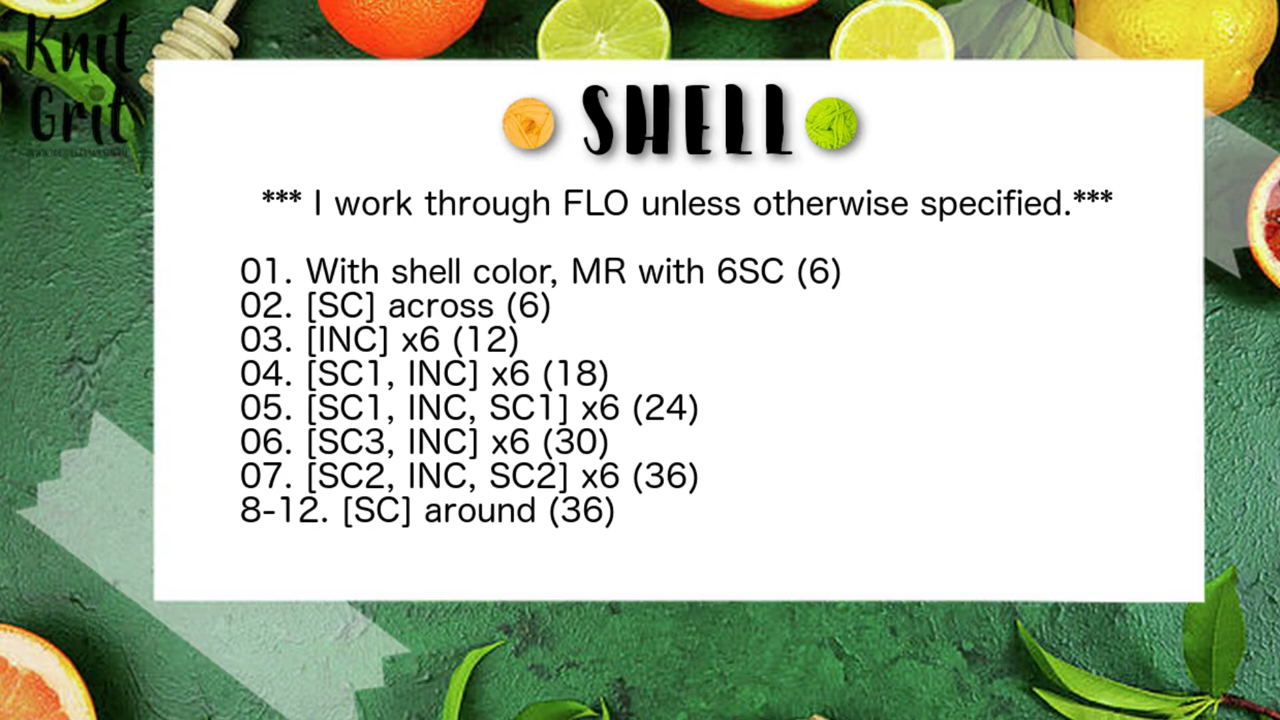 Knit
Grit
SHELL
*** I work through FLO unless otherwise specified.***
01. With shell color, MR with 6SC (6)
02. [SC] across (6)
03. [INC] x6 (12)
04. [SC1, INC] x6 (18)
05. [SC1, INC, SC1] x6 (24)
06. [SC3, INC] x6 (30)
07. [SC2, INC, SC2] x6 (36)
8-12. [SC] around (36)